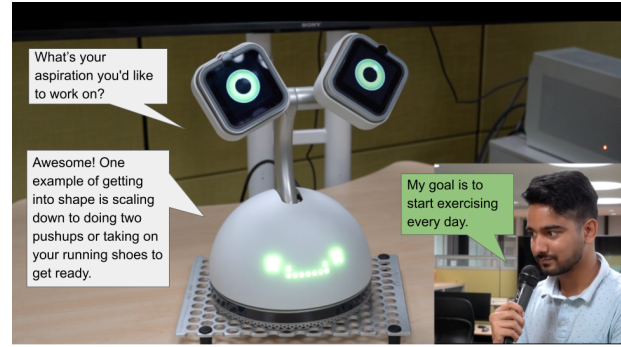 SONY
What's your
aspiration you'd like
to work on?
My goal is to
start exercising
every day.
Awesome! One
example of getting
into shape is scaling
down to doing two
pushups or taking on
your running shoes to
get ready.